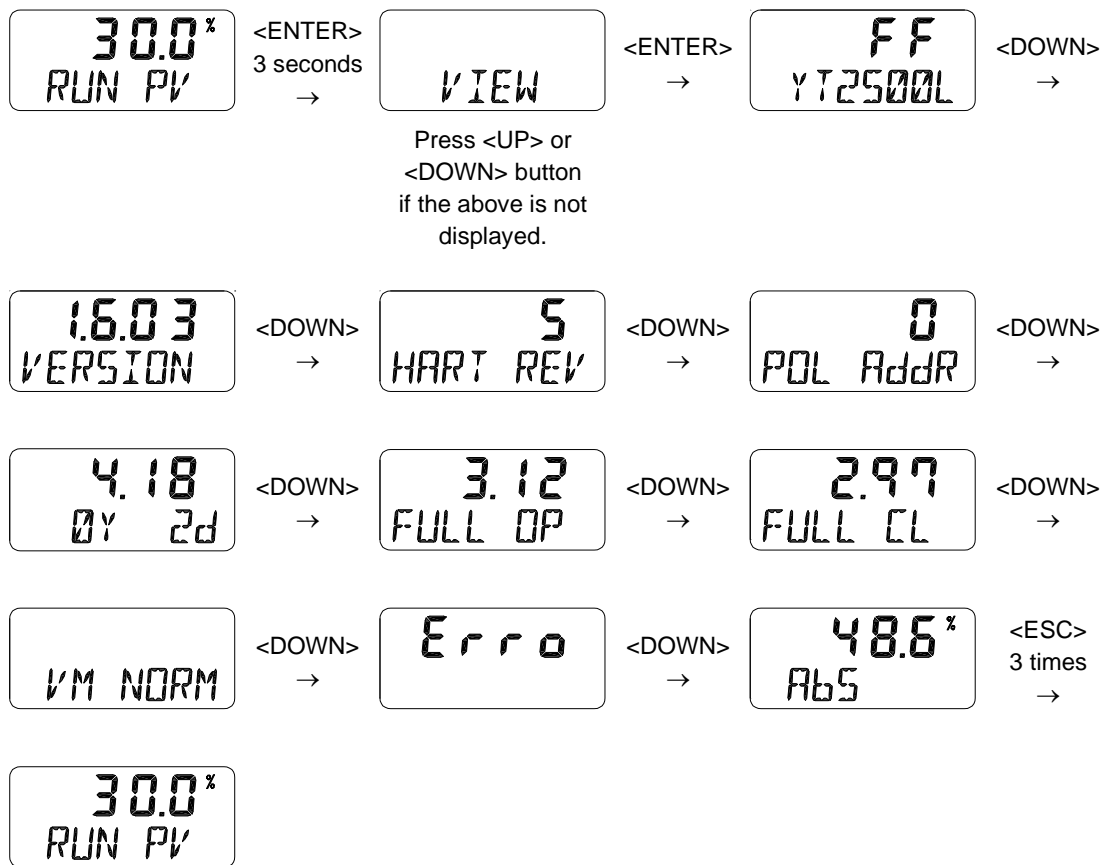 30.0%
RUN PV
<ENTER>
3 seconds
→
VIEW
Press <UP> or
<DOWN> button
if the above is not
displayed.
<ENTER>
→
FF
YT2500L
<DOWN>
→
1.6.03
VERSION
<DOWN>
→
5
HART REV
<DOWN>
→
0
POL AddR
<DOWN>
→
4.18
0Y 2d
<DOWN>
→
3.12
FULL OP
<DOWN>
→
2.97
FULL CL
<DOWN>
→
VM NORM
<DOWN>
→
Erro
<DOWN>
→
48.6%
AbS
<ESC>
3 times
→
30.0%
RUN PV